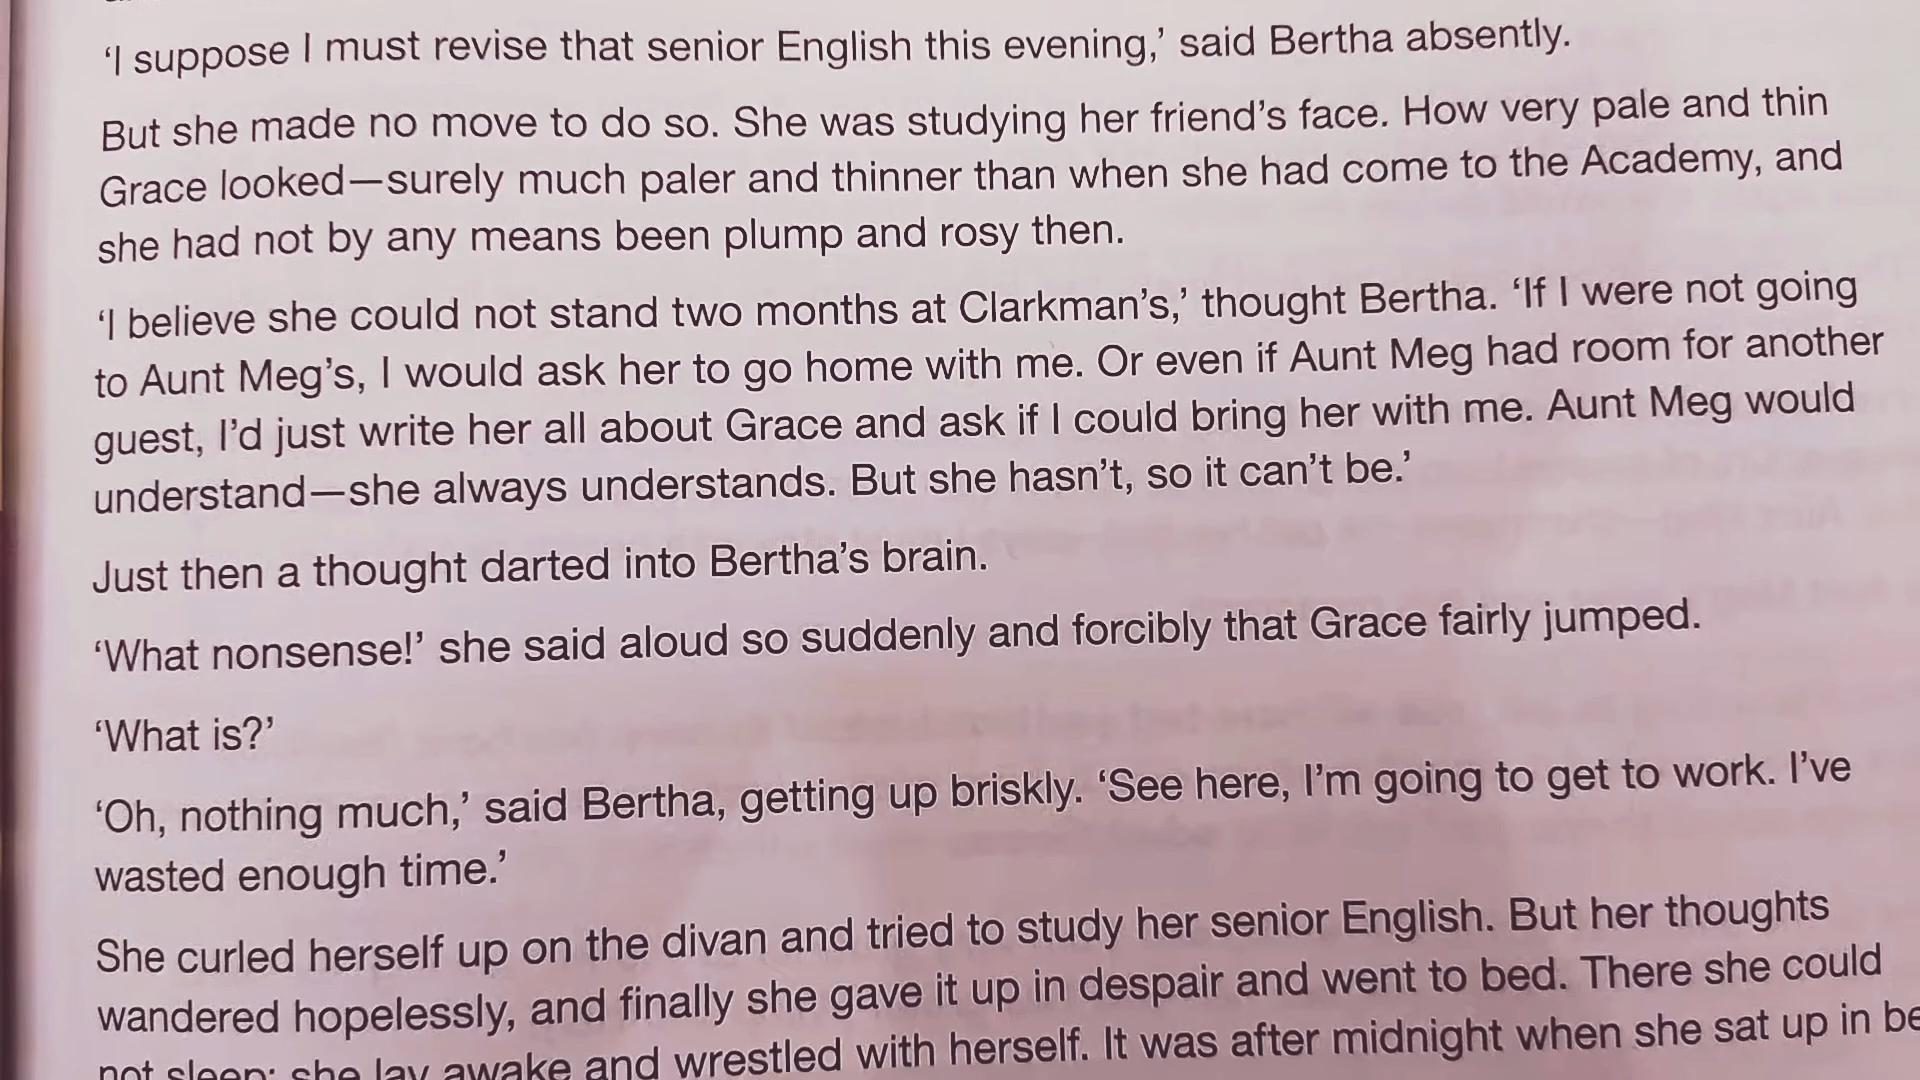 ‘I suppose I must revise that senior English this evening,’ said Bertha absently.
But she made no move to do so. She was studying her friend’s face. How very pale and thin
Grace looked—surely much paler and thinner than when she had come to the Academy, and
she had not by any means been plump and rosy then.
‘I believe she could not stand two months at Clarkman’s,’ thought Bertha. ‘If I were not going
to Aunt Meg’s, I would ask her to go home with me. Or even if Aunt Meg had room for another
guest, I’d just write her all about Grace and ask if I could bring her with me. Aunt Meg would
understand—she always understands. But she hasn’t, so it can’t be.’
Just then a thought darted into Bertha’s brain.
‘What nonsense!’ she said aloud so suddenly and forcibly that Grace fairly jumped.
‘What is?’
‘Oh, nothing much,’ said Bertha, getting up briskly. ‘See here, I’m going to get to work. I’ve
wasted enough time.’
She curled herself up on the divan and tried to study her senior English. But her thoughts
wandered hopelessly, and finally she gave it up in despair and went to bed. There she could
not sleep; she lay awake and wrestled with herself. It was after midnight when she sat up in be